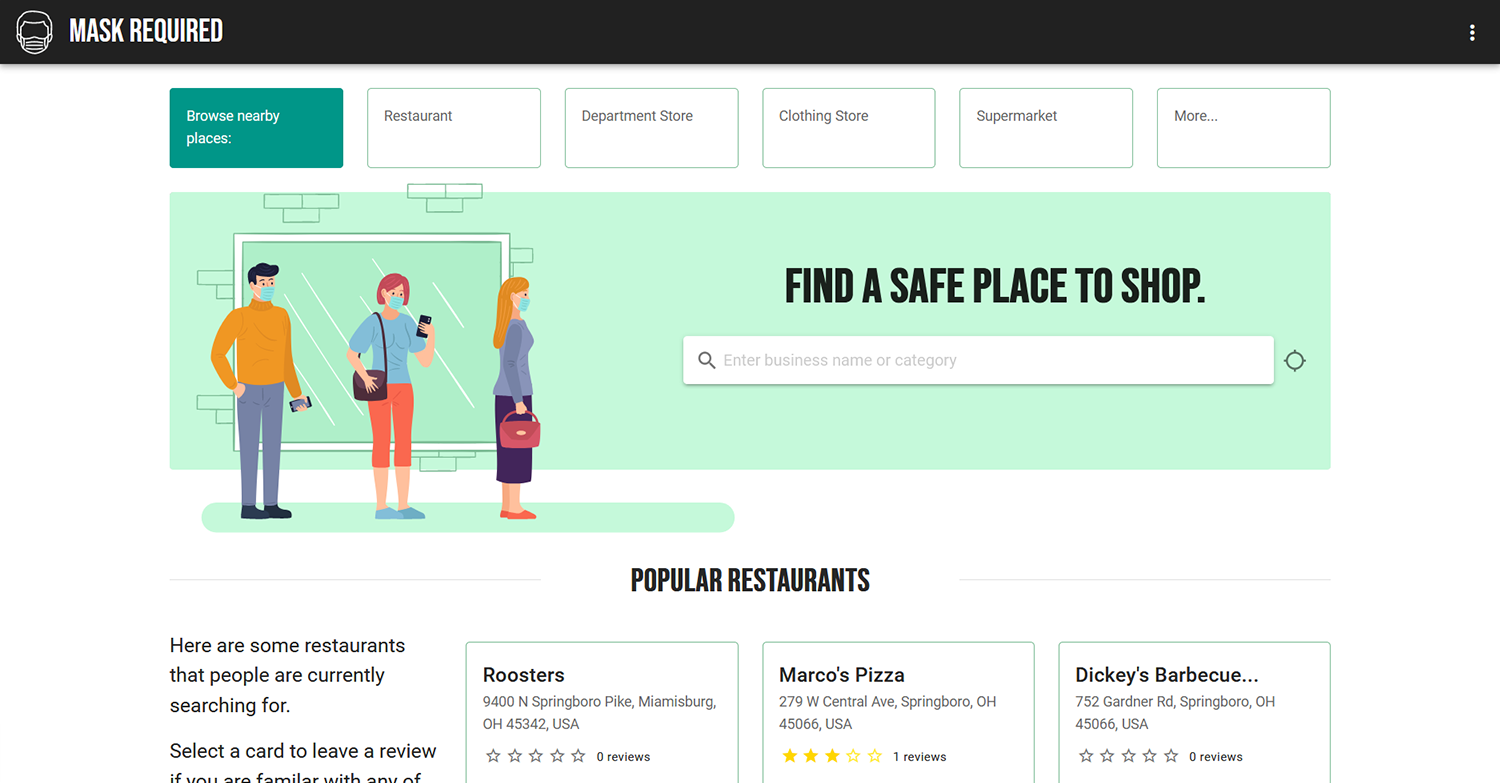 MASK REQUIRED
Browse nearby
places:
Restaurant
Department Store
Clothing Store
Supermarket
More...
FIND A SAFE PLACE TO SHOP.
Enter business name or category
POPULAR RESTAURANTS
Here are some restaurants
that people are currently
searching for.
Select a card to leave a review
if you are familar with any of
Roosters
9400 N Springboro Pike, Miamisburg,
OH 45342, USA
0 reviews
Marco's Pizza
279 W Central Ave, Springboro, OH
45066, USA
1 reviews
Dickey's Barbecue...
752 Gardner Rd, Springboro, OH
45066, USA
0 reviews